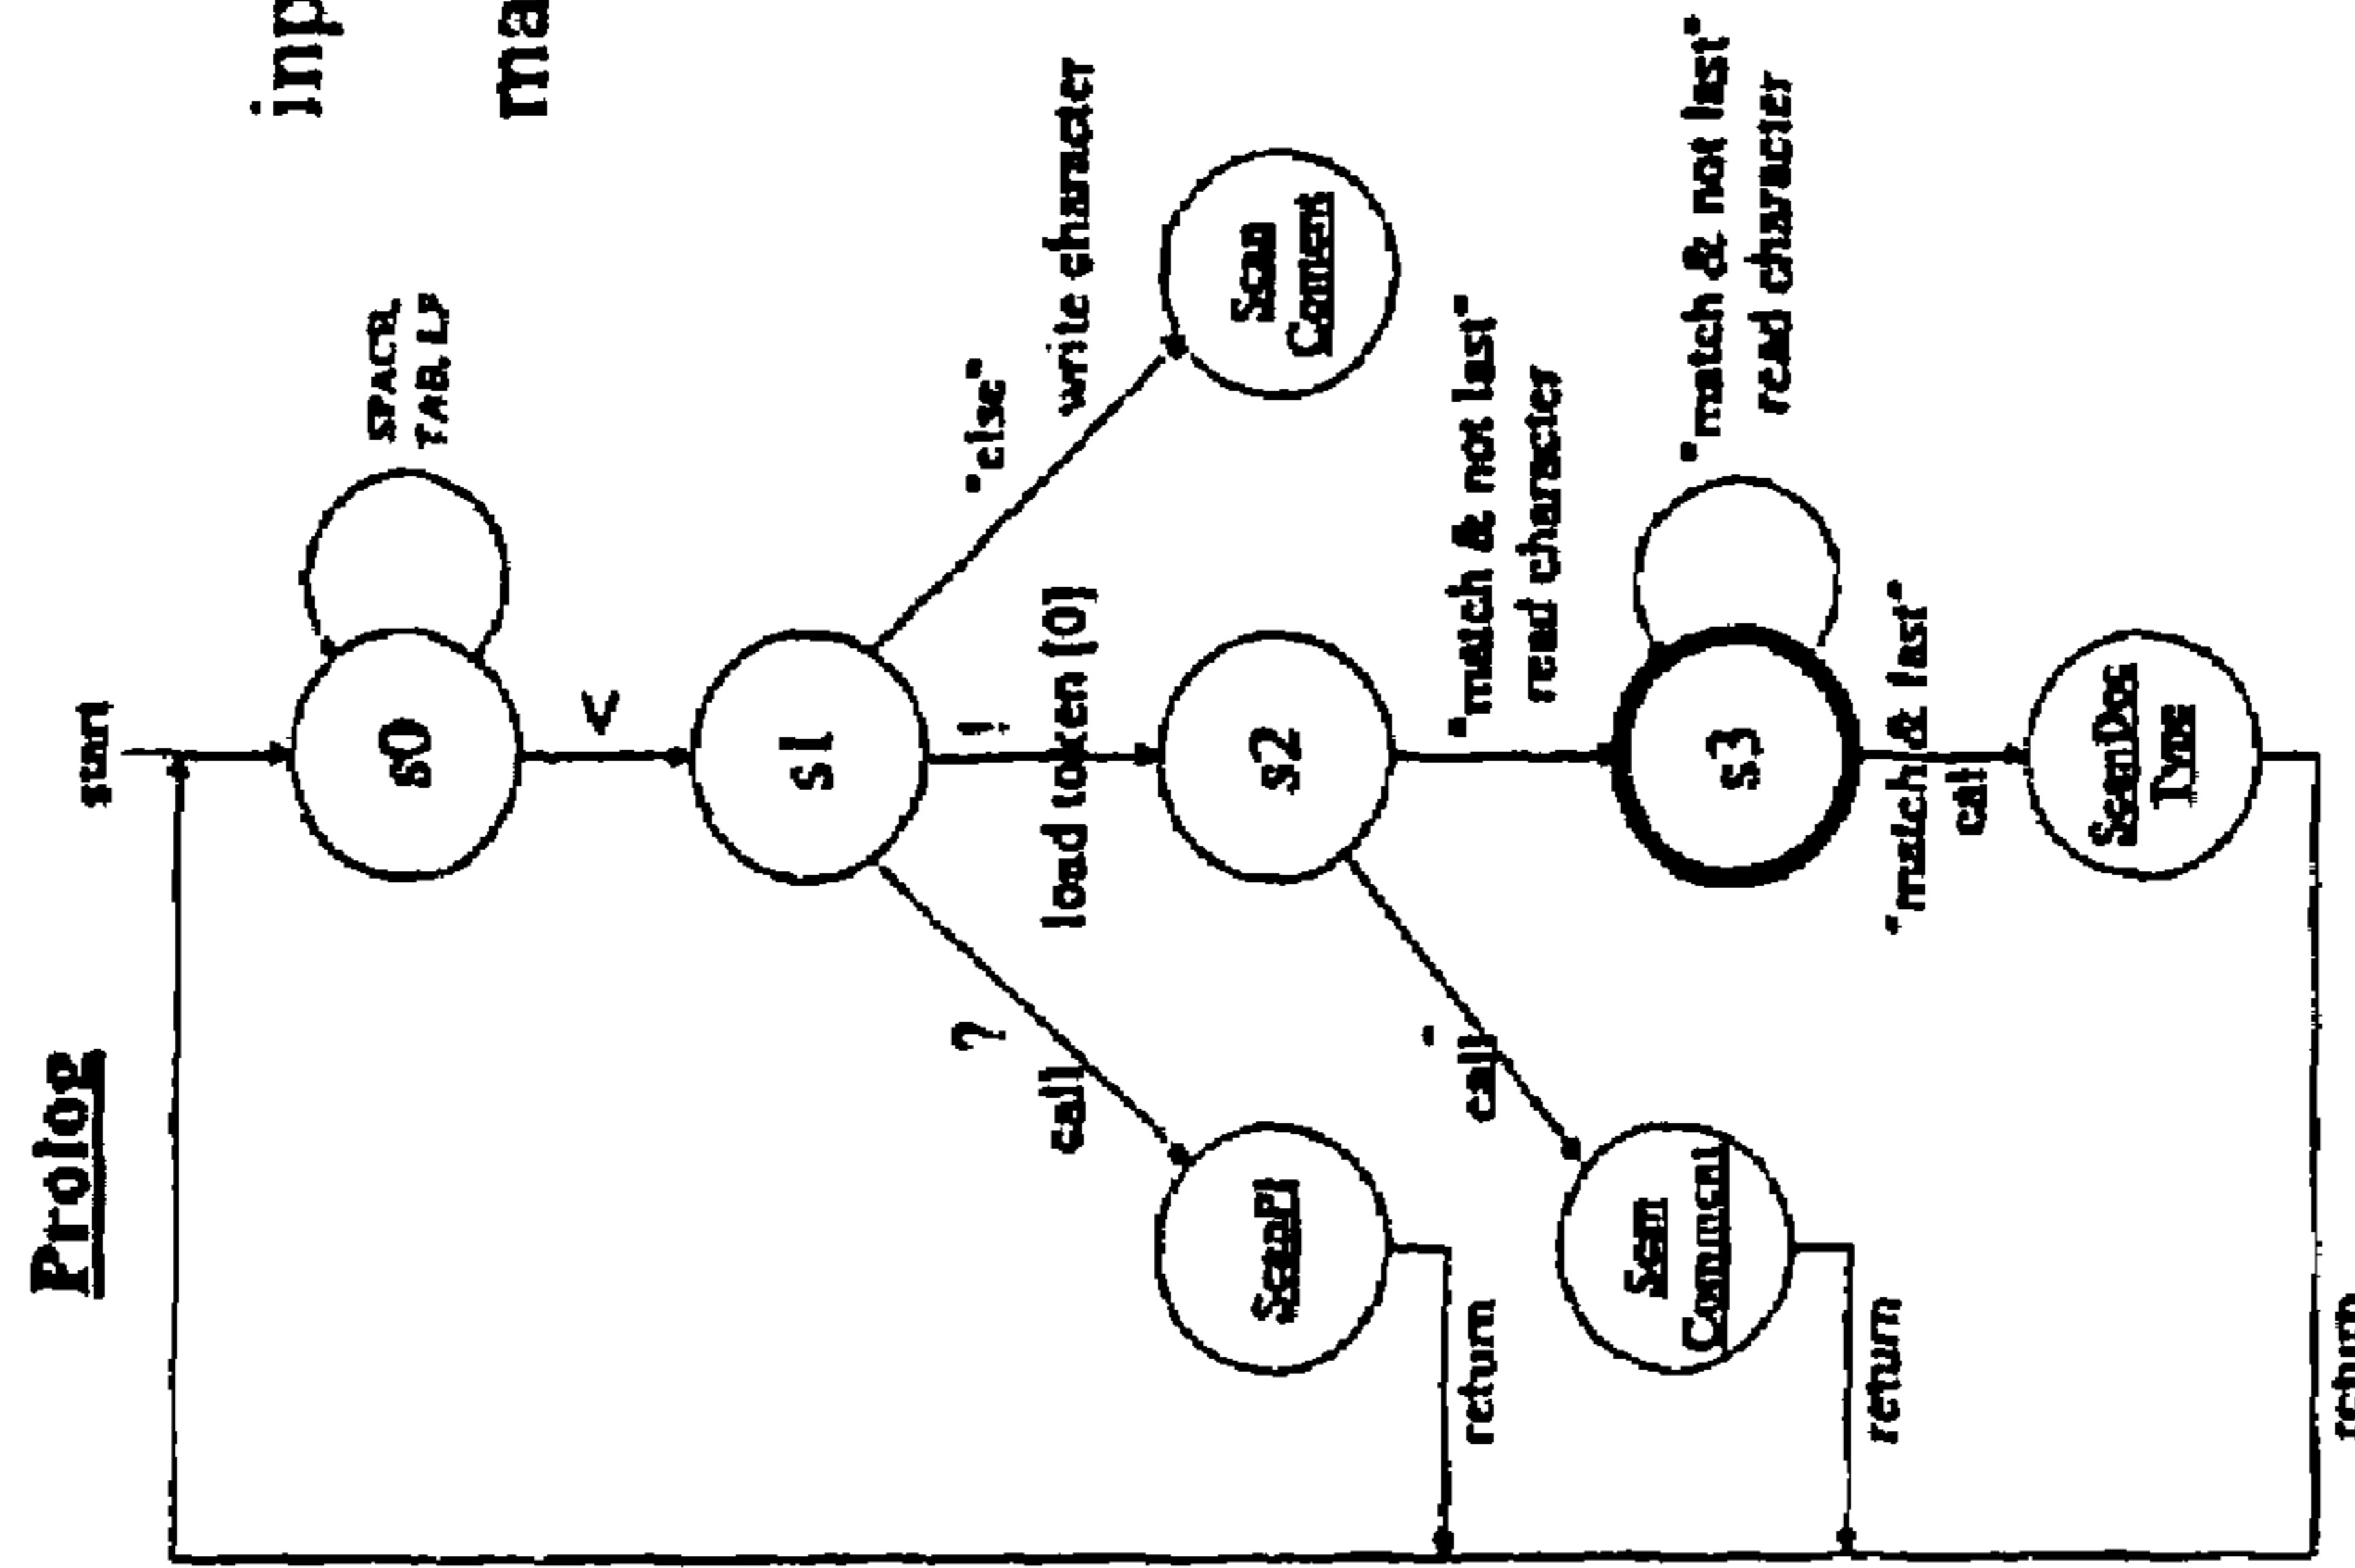 Prolog
start
inp
SPACE
TAB, LF
s0
ma
<
s1
?
!
"else"
call
load token [0]
write character
ScanPI
s2
Scan
Content
-
call
return
"match & not last"
read character
Scan
Comment
s3
"match & not last"
read character
return
"match & last"
call
ScanDoc
Type
return